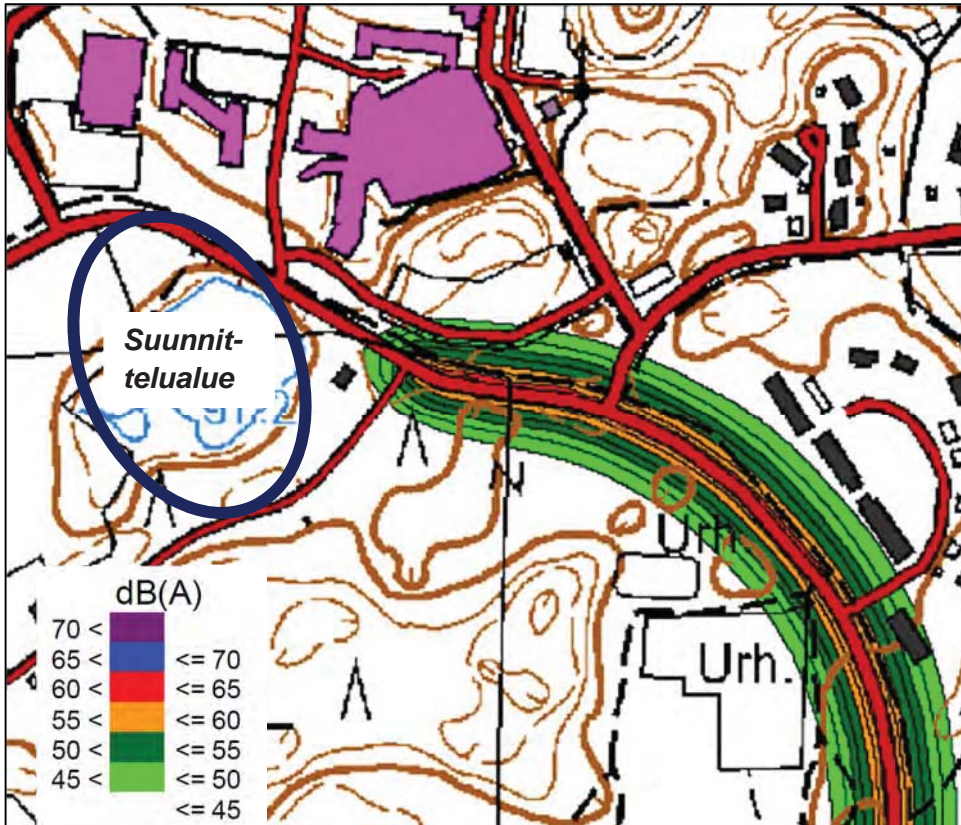 Suunnit-
telualue
Urh
Urh.
dB(A)
70 <
65 < <= 70
60 < <= 65
55 < <= 60
50 < <= 55
45 < <= 50
<= 45